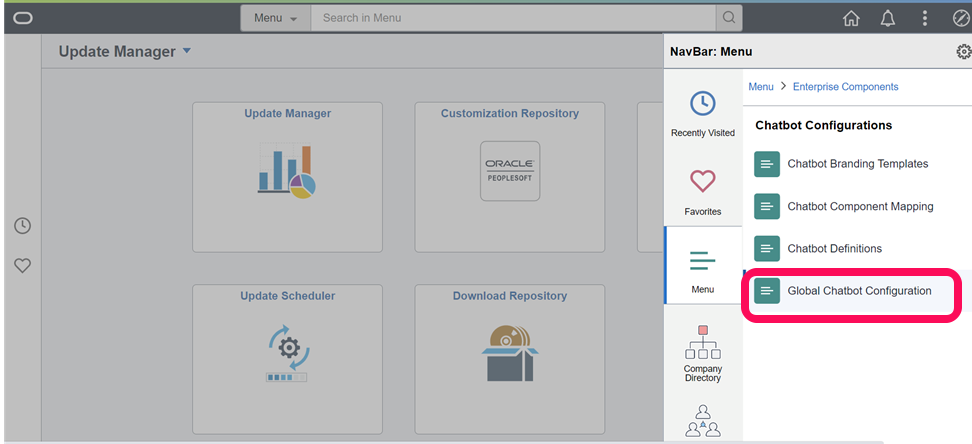 Menu
Search in Menu
Update Manager
NavBar: Menu
Update Manager
Customization Repository
ORACLE
PEOPLESOFT
Update Scheduler
Download Repository
Recently Visited
Favorites
Menu
Company
Directory
Menu > Enterprise Components
Chatbot Configurations
Chatbot Branding Templates
Chatbot Component Mapping
Chatbot Definitions
Global Chatbot Configuration